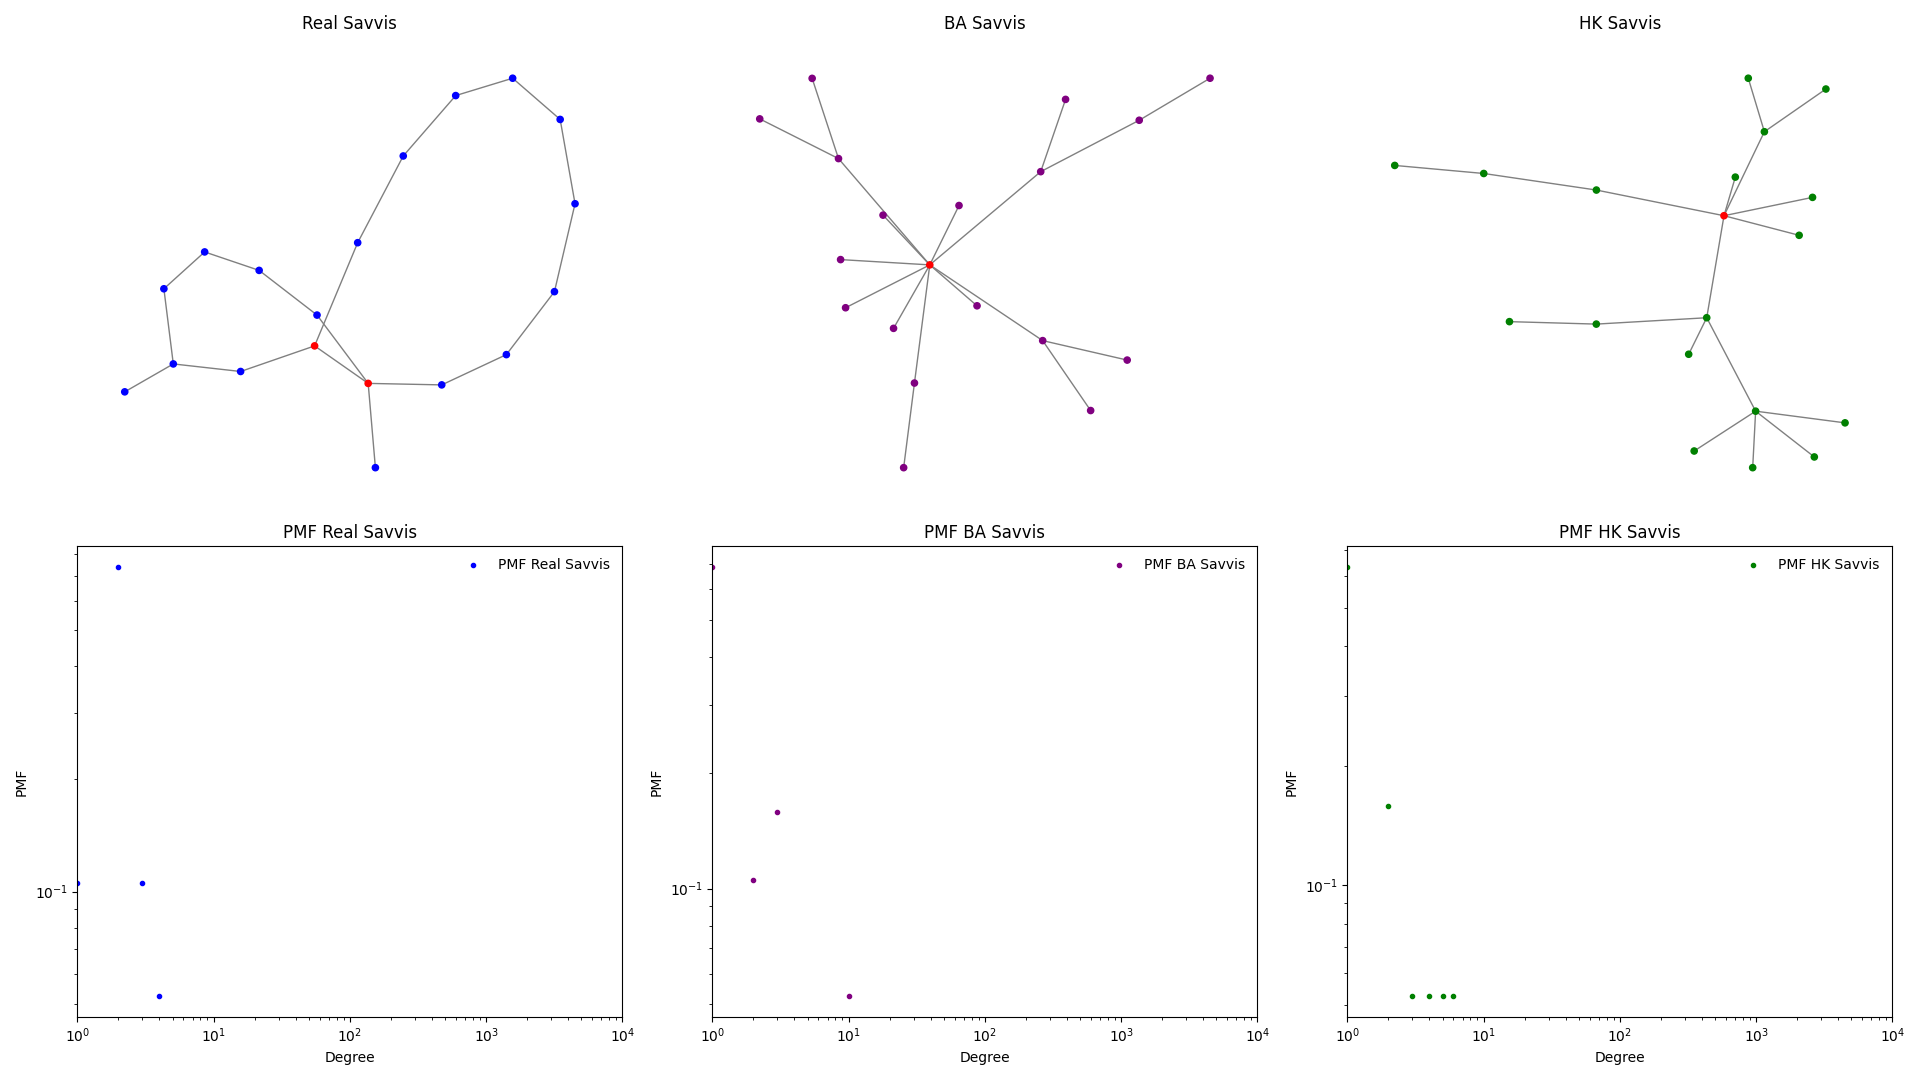 Real Savvis
BA Savvis
HK Savvis
PMF Real Savvis
PMF Real Savvis
PMF
10⁻¹
10⁰ 10¹ 10² 10³ 10⁴
Degree
PMF BA Savvis
PMF BA Savvis
PMF
10⁻¹
10⁰ 10¹ 10² 10³ 10⁴
Degree
PMF HK Savvis
PMF HK Savvis
PMF
10⁻¹
10⁰ 10¹ 10² 10³ 10⁴
Degree